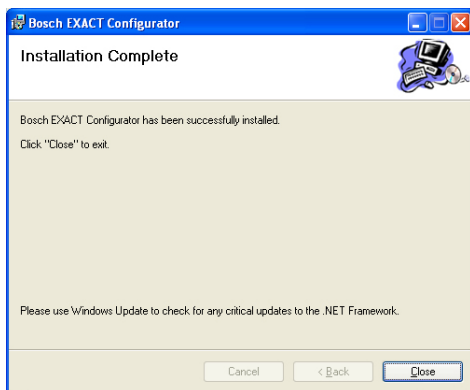 Bosch EXACT Configurator
Installation Complete
Bosch EXACT Configurator has been successfully installed.
Click "Close" to exit.
Please use Windows Update to check for any critical updates to the .NET Framework.
Cancel
< Back
Close